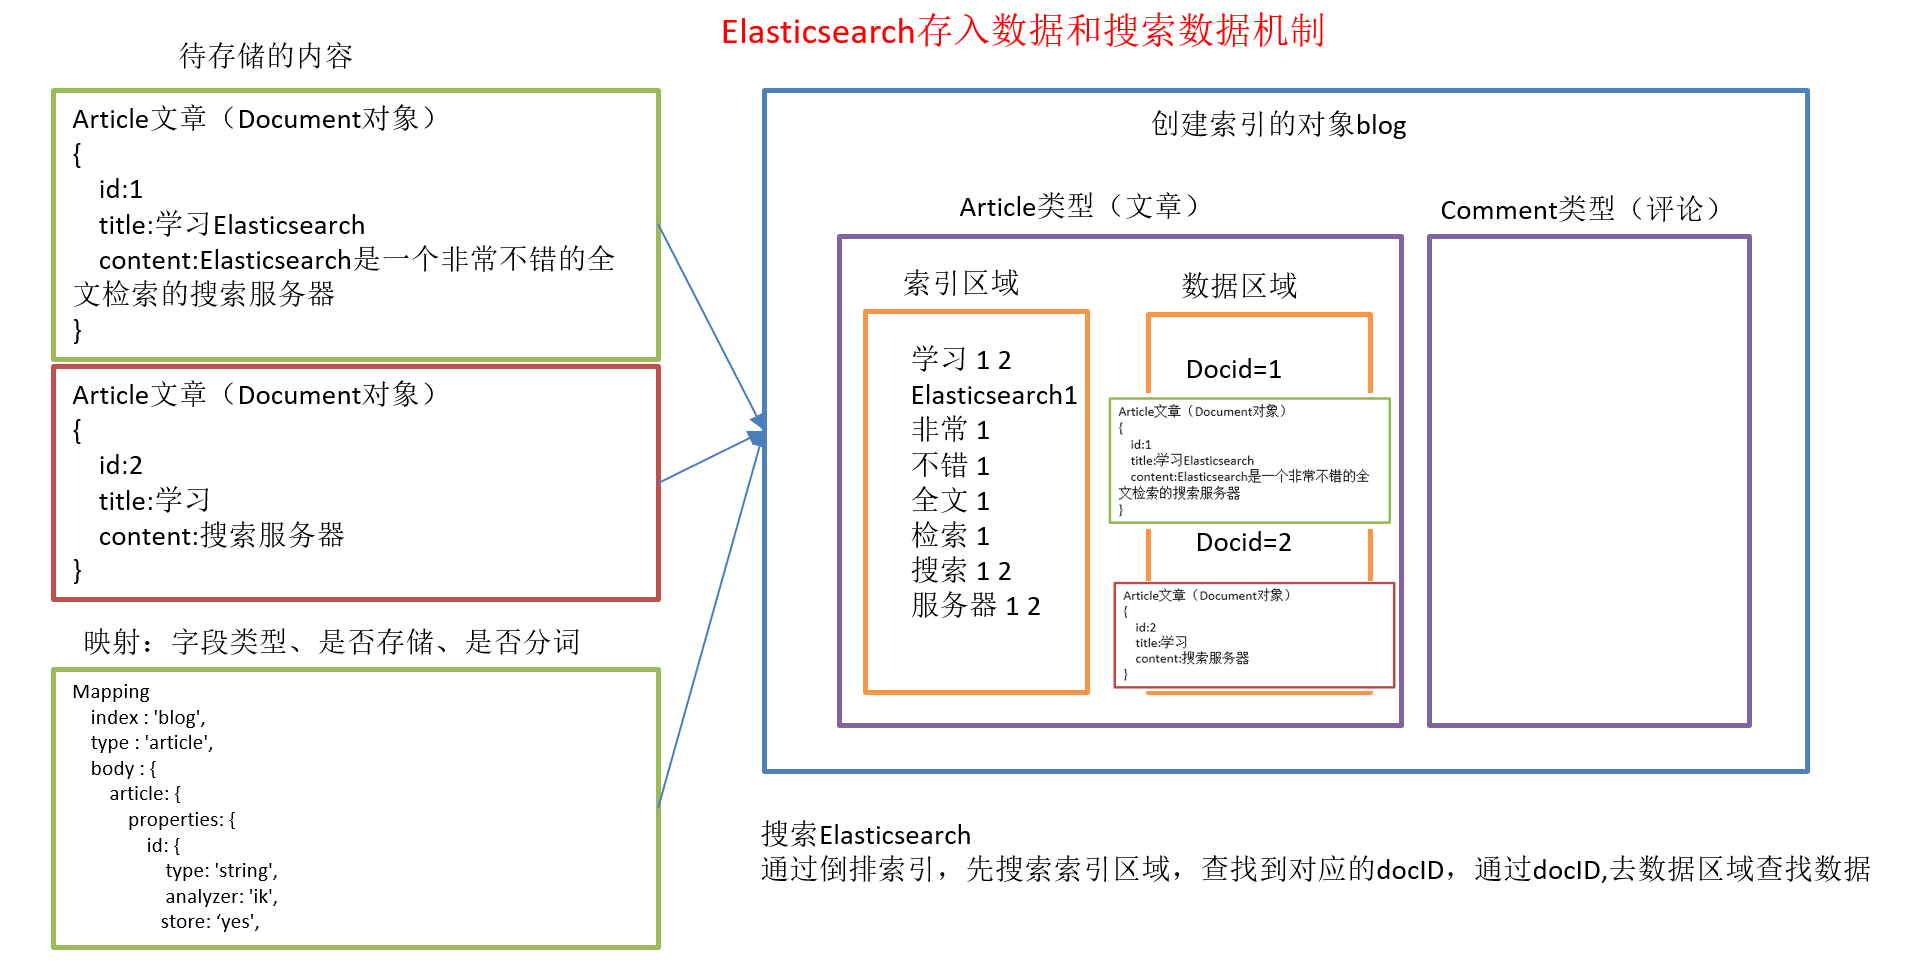 Elasticsearch存入数据和搜索数据机制
待存储的内容
Article文章（Document对象）
{
id:1
title:学习Elasticsearch
content:Elasticsearch是一个非常不错的全
文检索的搜索服务器
}
Article文章（Document对象）
{
id:2
title:学习
content:搜索服务器
}
映射：字段类型、是否存储、是否分词
Mapping
index : 'blog',
type : 'article',
body : {
article: {
properties: {
id: {
type: 'string',
analyzer: 'ik',
store: ‘yes',
创建索引的对象blog
Article类型（文章）
索引区域
学习 1 2
Elasticsearch1
非常 1
不错 1
全文 1
检索 1
搜索 1 2
服务器 1 2
数据区域
Docid=1
Article文章（Document对象）
{
id:1
title:学习Elasticsearch
content:Elasticsearch是一个非常不错的全
文检索的搜索服务器
}
Docid=2
Article文章（Document对象）
{
id:2
title:学习
content:搜索服务器
}
Comment类型（评论）
搜索Elasticsearch
通过倒排索引，先搜索索引区域，查找到对应的docID，通过docID,去数据区域查找数据